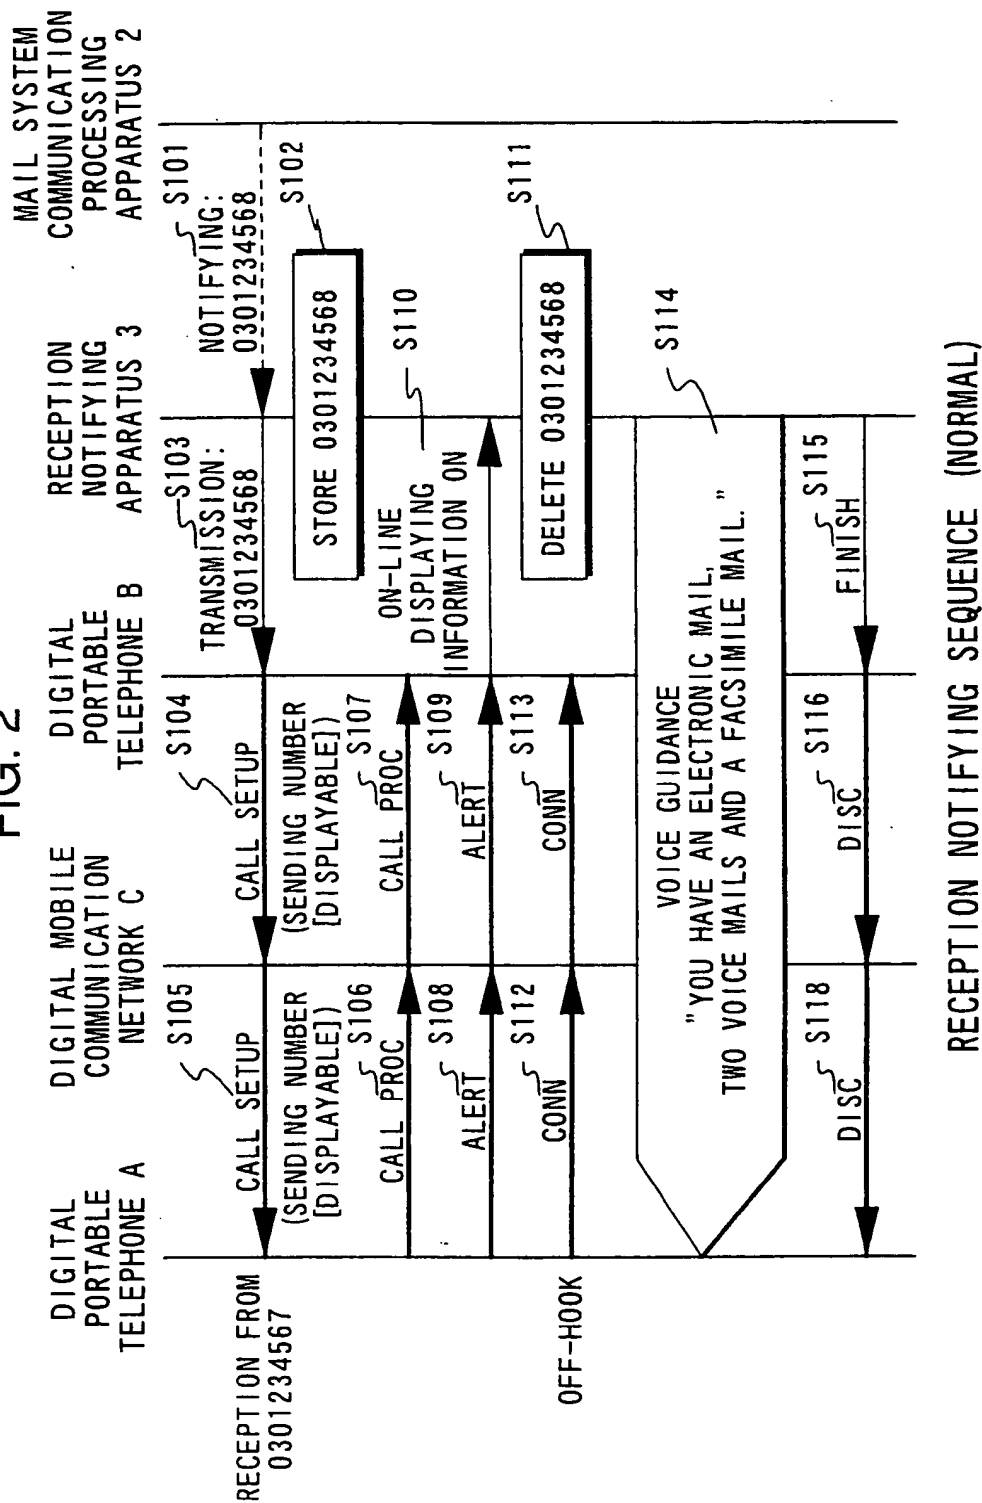 FIG. 2
DIGITAL
PORTABLE
TELEPHONE A
DIGITAL MOBILE
COMMUNICATION
NETWORK C
DIGITAL
PORTABLE
TELEPHONE B
RECEPTION
NOTIFYING
APPARATUS 3
MAIL SYSTEM
COMMUNICATION
PROCESSING
APPARATUS 2
S101
NOTIFYING:
0301234568
S102
STORE 0301234568
S103
TRANSMISSION:
0301234568
S104
CALL SETUP
(SENDING NUMBER
[DISPLAYABLE])
S105
CALL SETUP
(SENDING NUMBER
[DISPLAYABLE])
RECEPTION FROM
0301234567
S106
CALL PROC
S107
CALL PROC
S108
ALERT
S109
ALERT
S110
ON-LINE
DISPLAYING
INFORMATION ON
S111
DELETE 0301234568
OFF-HOOK
S112
CONN
S113
CONN
S114
VOICE GUIDANCE
"YOU HAVE AN ELECTRONIC MAIL,
TWO VOICE MAILS AND A FACSIMILE MAIL."
S115
FINISH
S116
DISC
S118
DISC
RECEPTION NOTIFYING SEQUENCE (NORMAL)